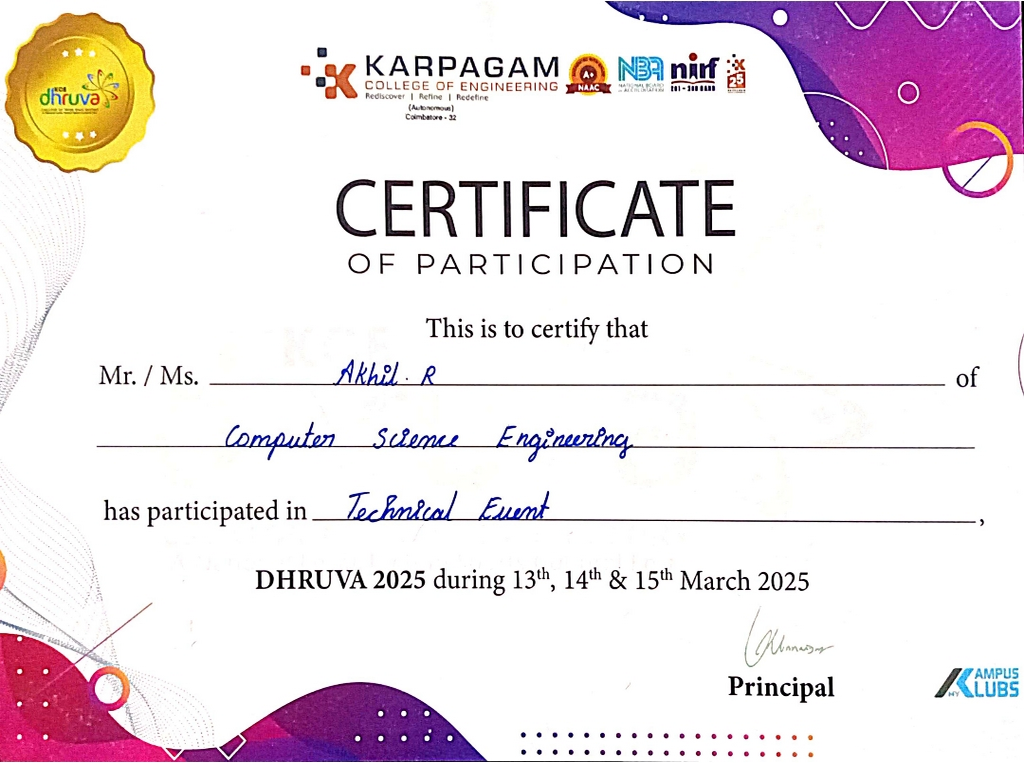 KCE
dhruva
KARPAGAM
COLLEGE OF ENGINEERING
Rediscover | Refine | Redefine
(Autonomous)
Coimbatore - 32
A+
NAAC
NBA
NATIONAL BOARD
of ACCREDITATION
nirf
201 - 300 BAND
25
CERTIFICATE
OF PARTICIPATION
This is to certify that
Mr. / Ms. Akhil. R of
Computer Science Engineering
has participated in Technical Event,
DHRUVA 2025 during 13th, 14th & 15th March 2025
Principal
MY KAMPUS
KLUBS